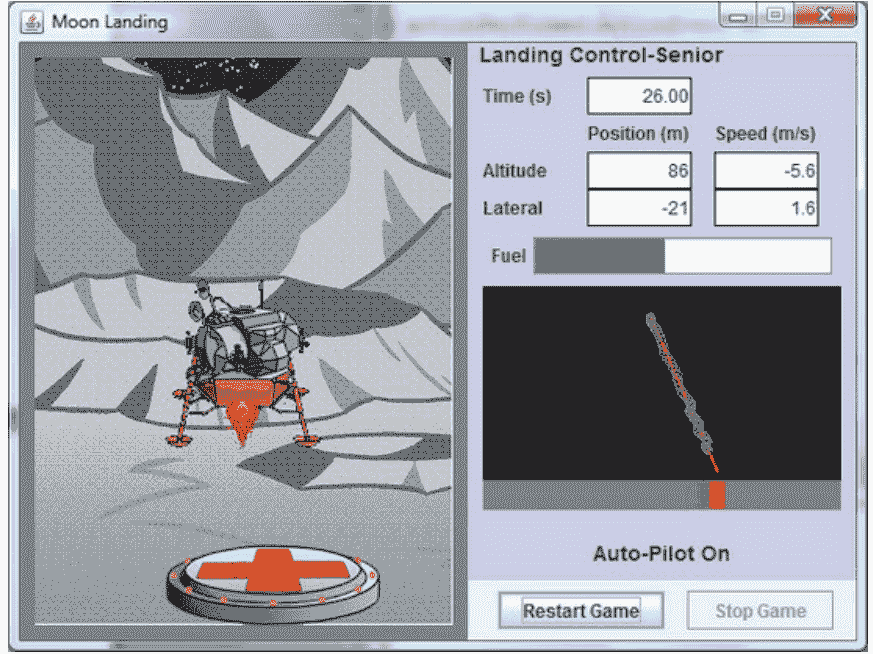 Moon Landing
Landing Control-Senior
Time (s) 26.00
Position (m) Speed (m/s)
Altitude 86 -5.6
Lateral -21 1.6
Fuel
Auto-Pilot On
Restart Game Stop Game